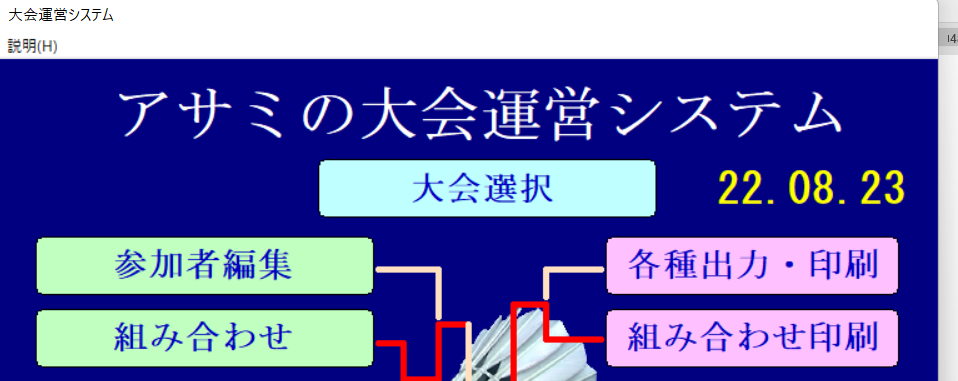 大会運営システム
説明(H)
アサミの大会運営システム
大会選択
22.08.23
参加者編集
各種出力・印刷
組み合わせ
組み合わせ印刷